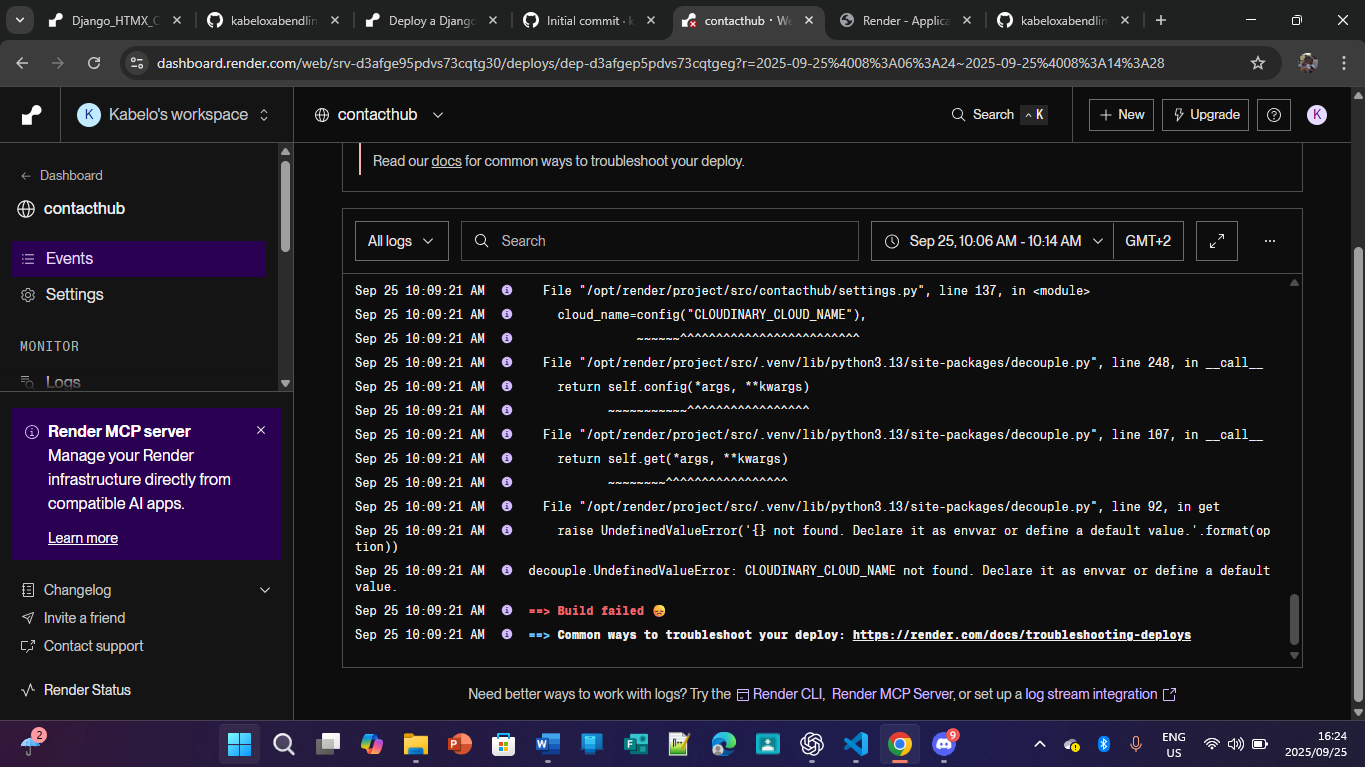 Django_HTMX_C
kabeloxabendlin
Deploy a Django
Initial commit · k
contacthub · We
Render - Applica
kabeloxabendlin
dashboard.render.com/web/srv-d3afge95pdvs73cqtg30/deploys/dep-d3afgep5pdvs73cqtgeg?r=2025-09-25%4008%3A06%3A24~2025-09-25%4008%3A14%3A28
K Kabelo's workspace
contacthub
Search K
New
Upgrade
K
Dashboard
contacthub
Events
Settings
MONITOR
Logs
Render MCP server
Manage your Render
infrastructure directly from
compatible AI apps.
Learn more
Changelog
Invite a friend
Contact support
Render Status
Read our docs for common ways to troubleshoot your deploy.
All logs
Search
Sep 25, 10:06 AM - 10:14 AM
GMT+2
Sep 25 10:09:21 AM File "/opt/render/project/src/contacthub/settings.py", line 137, in <module>
Sep 25 10:09:21 AM cloud_name=config("CLOUDINARY_CLOUD_NAME"),
Sep 25 10:09:21 AM ~~~~~~^^^^^^^^^^^^^^^^^^^^^^^^^
Sep 25 10:09:21 AM File "/opt/render/project/src/.venv/lib/python3.13/site-packages/decouple.py", line 248, in __call__
Sep 25 10:09:21 AM return self.config(*args, **kwargs)
Sep 25 10:09:21 AM ~~~~~~~~~~~^^^^^^^^^^^^^^^^^
Sep 25 10:09:21 AM File "/opt/render/project/src/.venv/lib/python3.13/site-packages/decouple.py", line 107, in __call__
Sep 25 10:09:21 AM return self.get(*args, **kwargs)
Sep 25 10:09:21 AM ~~~~~~~~^^^^^^^^^^^^^^^^^
Sep 25 10:09:21 AM File "/opt/render/project/src/.venv/lib/python3.13/site-packages/decouple.py", line 92, in get
Sep 25 10:09:21 AM raise UndefinedValueError('{} not found. Declare it as envvar or define a default value.'.format(op
tion))
Sep 25 10:09:21 AM decouple.UndefinedValueError: CLOUDINARY_CLOUD_NAME not found. Declare it as envvar or define a default
value.
Sep 25 10:09:21 AM ==> Build failed 😞
Sep 25 10:09:21 AM ==> Common ways to troubleshoot your deploy: https://render.com/docs/troubleshooting-deploys
Need better ways to work with logs? Try the Render CLI, Render MCP Server, or set up a log stream integration
2
9
ENG
US
16:24
2025/09/25